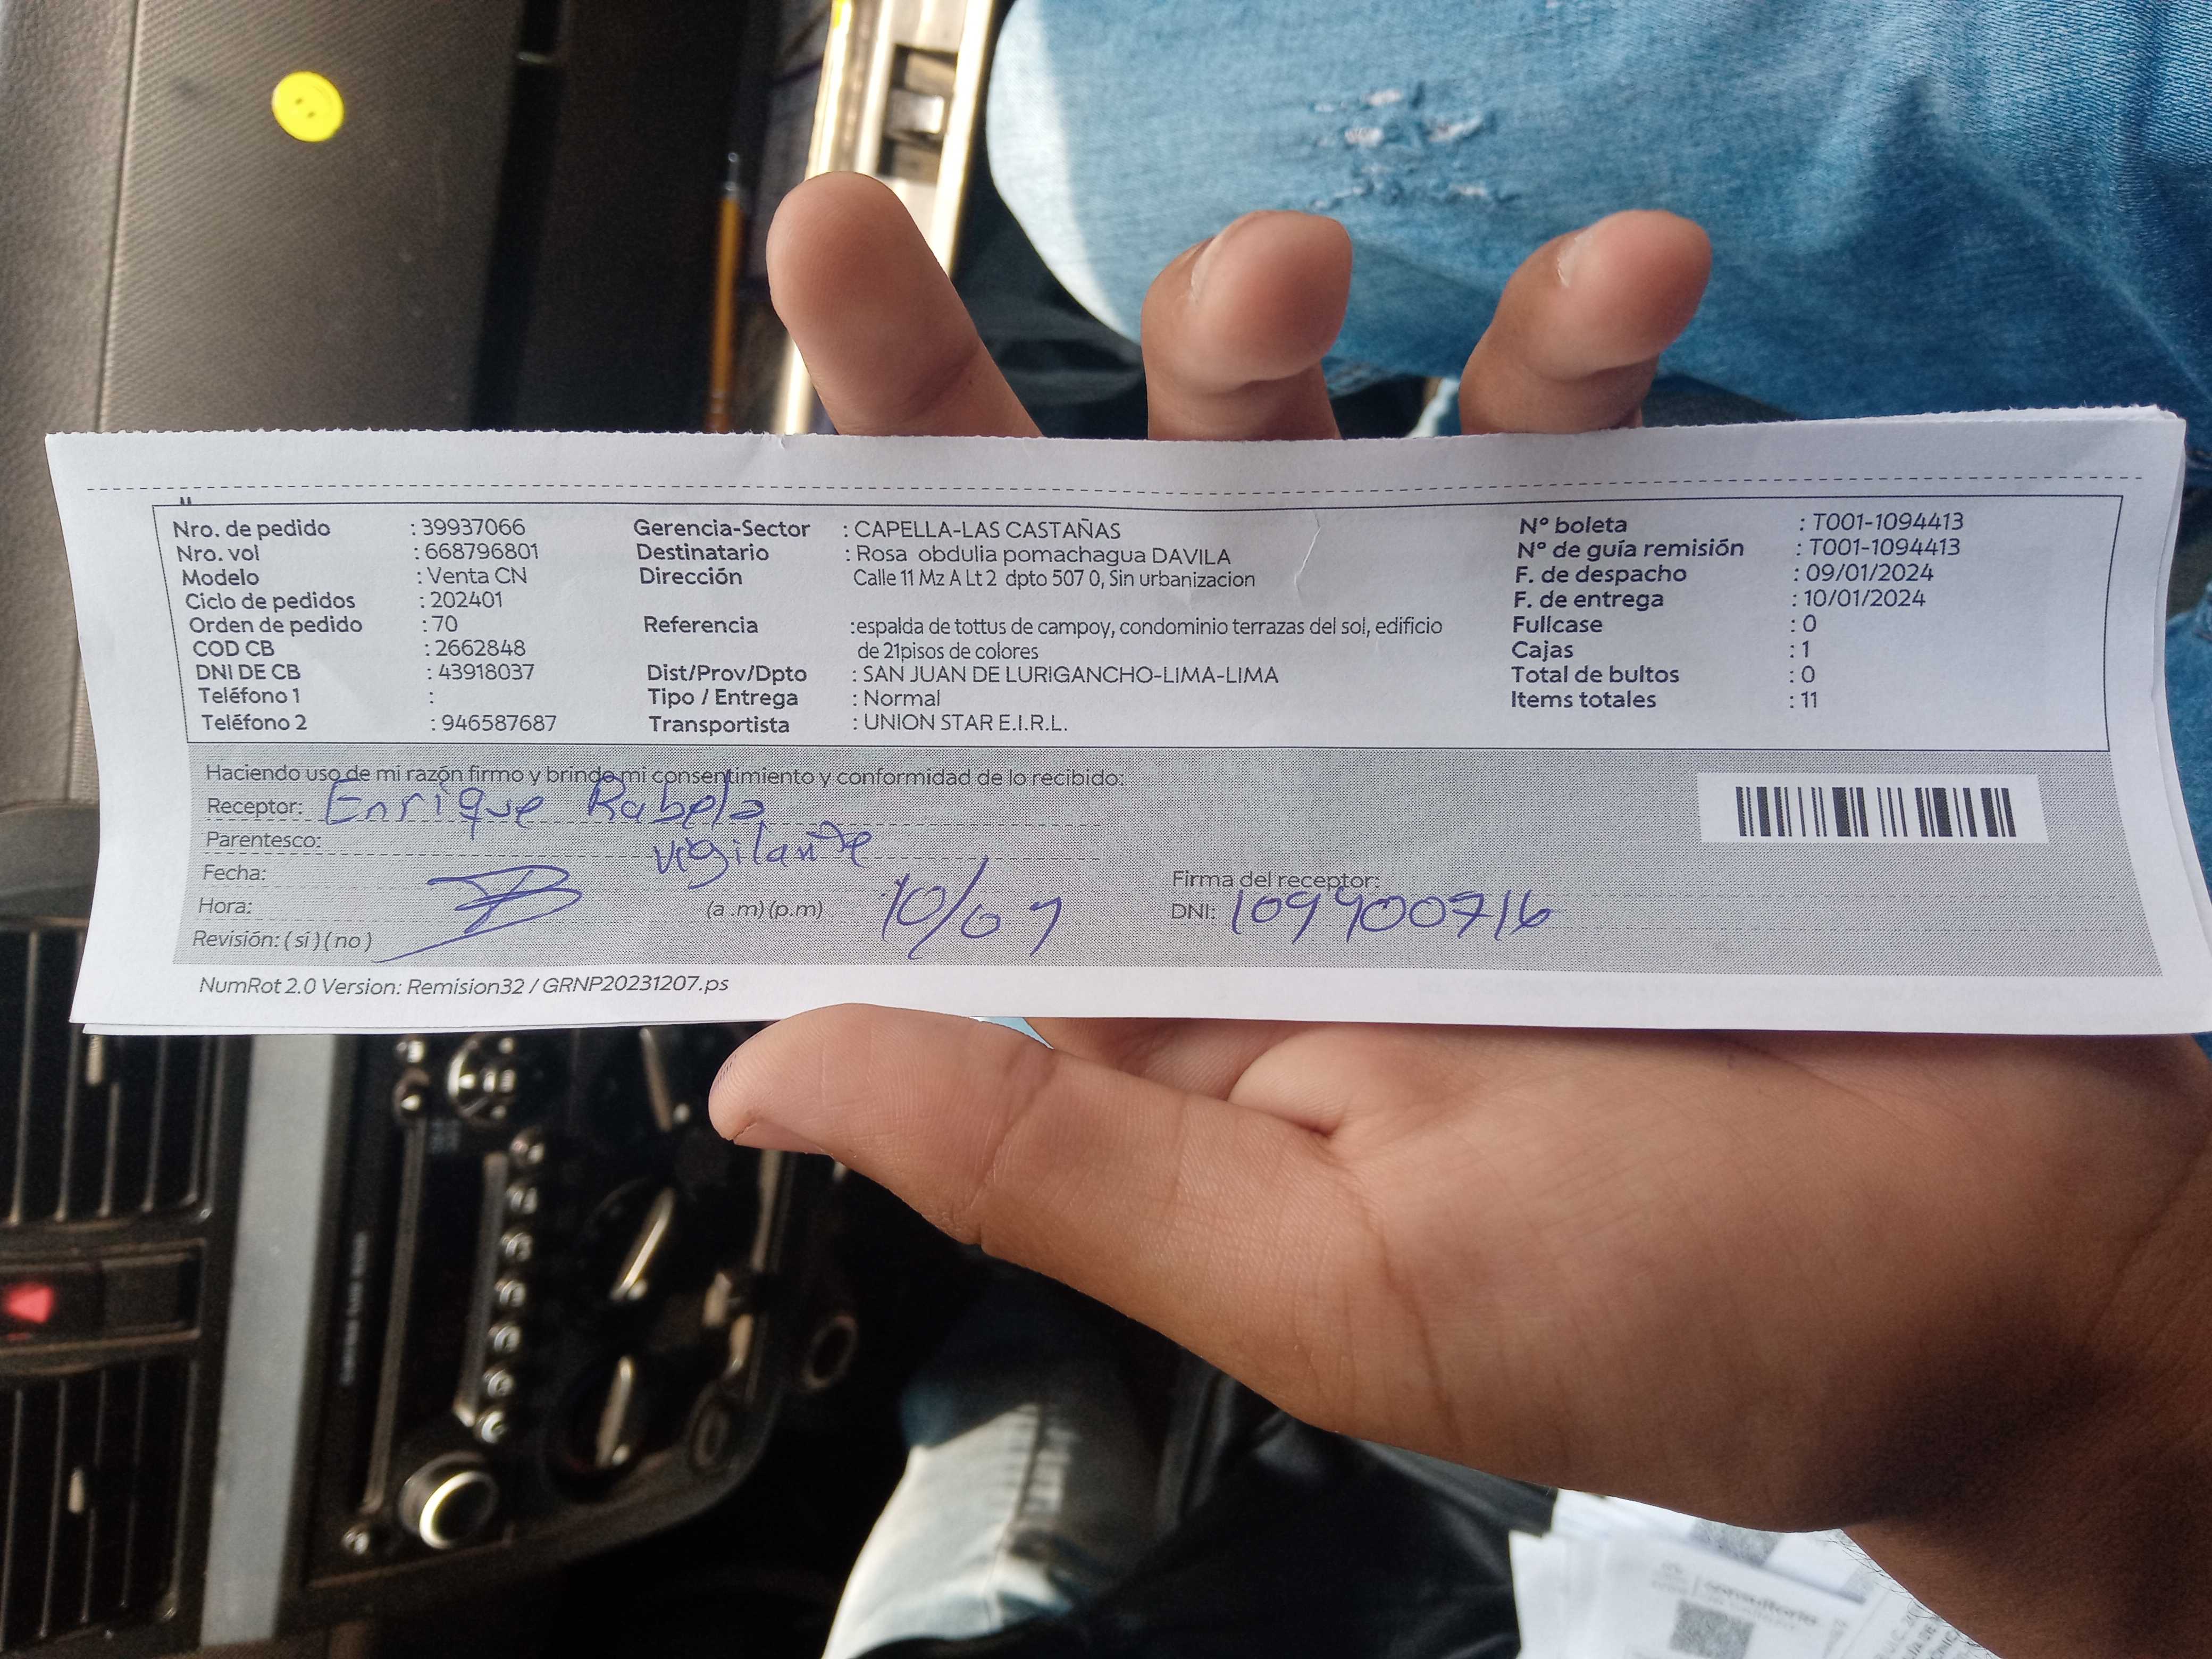 Nro. de pedido : 39937066
Nro. vol : 668796801
Modelo : Venta CN
Ciclo de pedidos : 202401
Orden de pedido : 70
COD CB : 2662848
DNI DE CB : 43918037
Teléfono 1 :
Teléfono 2 : 946587687
Gerencia-Sector : CAPELLA-LAS CASTAÑAS
Destinatario : Rosa obdulia pomachagua DAVILA
Dirección Calle 11 Mz A Lt 2 dpto 507 0, Sin urbanizacion
Referencia :espalda de tottus de campoy, condominio terrazas del sol, edificio
de 21pisos de colores
Dist/Prov/Dpto : SAN JUAN DE LURIGANCHO-LIMA-LIMA
Tipo / Entrega : Normal
Transportista : UNION STAR E.I.R.L.
N° boleta : T001-1094413
N° de guía remisión : T001-1094413
F. de despacho : 09/01/2024
F. de entrega : 10/01/2024
Fullcase : 0
Cajas : 1
Total de bultos : 0
Items totales : 11
Haciendo uso de mi razón firmo y brindo mi consentimiento y conformidad de lo recibido:
Receptor: Enrique Rabelo
Parentesco: vigilante
Fecha:
Hora: (a .m) (p.m) 10/01
Revisión: ( si ) ( no )
Firma del receptor:
DNI: 109900716
NumRot 2.0 Version: Remision32 / GRNP20231207.ps
consultoria